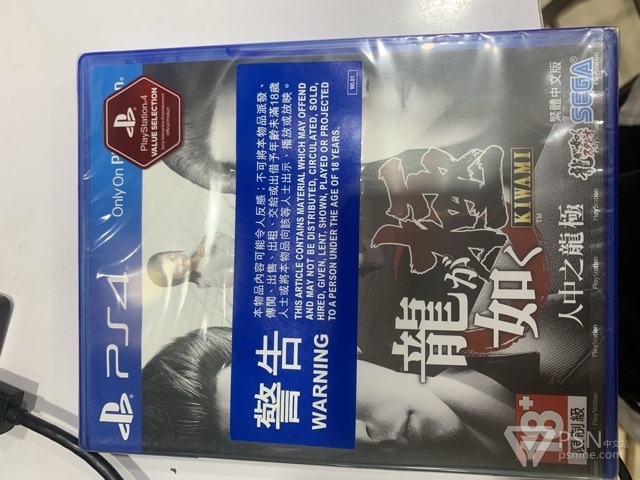 PS4
Only On P
PlayStation 4
VALUE SELECTION
警告
WARNING
本物品內容可能令人反感；不可將本物品派發、
傳閱、出售、出租、交給或出借予年齡未滿18歲
人士或將本物品向該等人士出示、播放或放映。
THIS ARTICLE CONTAINS MATERIAL WHICH MAY OFFEND
AND MAY NOT BE DISTRIBUTED, CIRCULATED, SOLD,
HIRED, GIVEN, LENT, SHOWN, PLAYED OR PROJECTED
TO A PERSON UNDER THE AGE OF 18 YEARS.
WL01
龍が如く
極
KIWAMI
TM
人中之龍 極
18+
限制級
繁體中文版
SEGA
PlayStation
PlayStation
PlayStation
PlayStation
PlayStation
PSN中文站
psnine.com